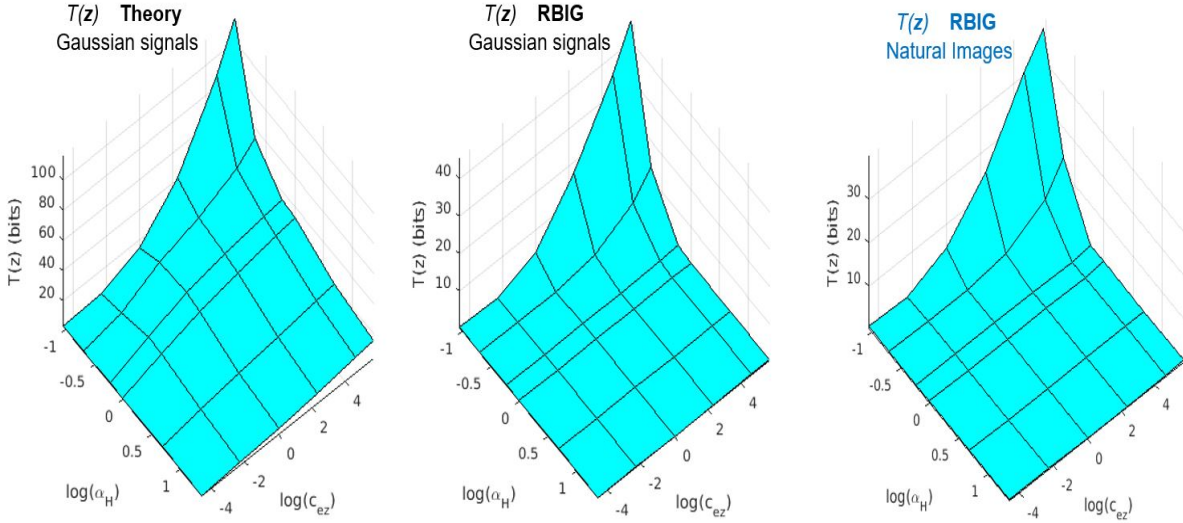 T(z) Theory
Gaussian signals
100
80
60
40
20
T(z) (bits)
-1
-0.5
0
0.5
1
log(α_H)
-4
-2
0
2
4
log(c_ez)
T(z) RBIG
Gaussian signals
40
30
20
10
T(z) (bits)
-1
-0.5
0
0.5
1
log(α_H)
-4
-2
0
2
4
log(c_ez)
T(z) RBIG
Natural Images
30
20
10
T(z) (bits)
-1
-0.5
0
0.5
1
log(α_H)
-4
-2
0
2
4
log(c_ez)